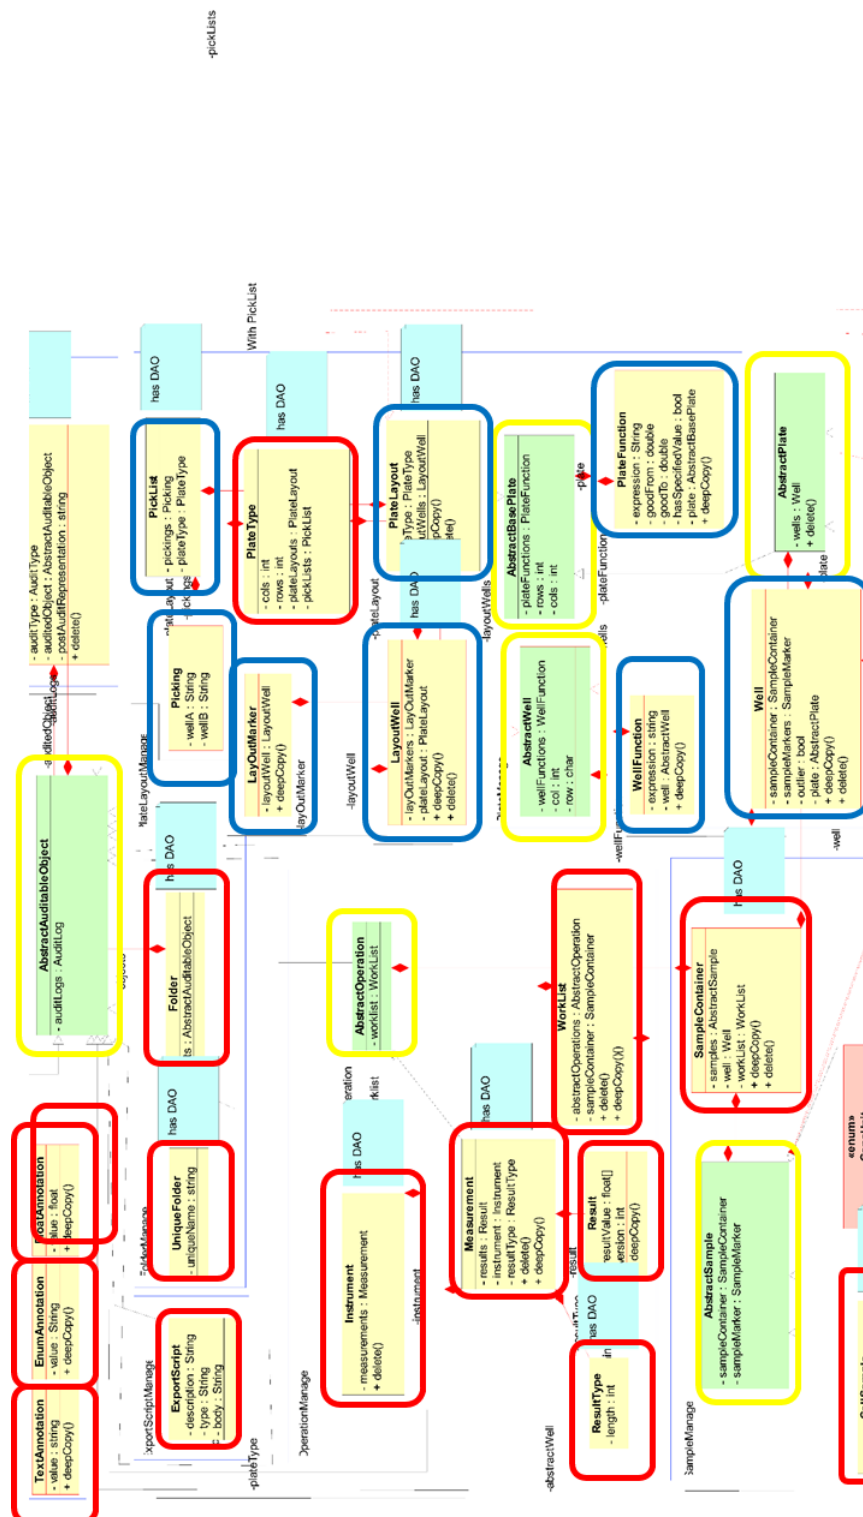 -pickLists
has DAO
With PickList
has DAO
has DAO
- auditType : AuditType
- auditedObject : AbstractAuditableObject
- postAuditRepresentation : string
+ delete()
PickList
- pickings : Picking
- plateType : PlateType
PlateType
- cols : int
- rows : int
- plateLayouts : PlateLayout
- pickLists : PickList
PlateLayout
has DAO
AbstractBasePlate
- plateFunctions : PlateFunction
- rows : int
- cols : int
-plate
PlateFunction
- expression : String
- goodFrom : double
- goodTo : double
- hasSpecifiedValue : bool
- plate : AbstractBasePlate
+ deepCopy()
-plateFunction
AbstractPlate
- wells : Well
+ delete()
-pickings
-plateLayout
-layoutWells
Picking
- wellA : String
- wellB : String
LayOutMarker
- layoutWell : LayoutWell
+ deepCopy()
-layoutWell
LayoutWell
- layOutMarkers : LayOutMarker
- plateLayout : PlateLayout
+ deepCopy()
+ delete()
AbstractWell
- wellFunctions : WellFunction
- col : int
- row : char
WellFunction
- expression : string
- well : AbstractWell
+ deepCopy()
Well
- sampleContainer : SampleContainer
- sampleMarkers : SampleMarker
- outlier : bool
- plate : AbstractPlate
+ deepCopy()
+ delete()
-well
AbstractAuditableObject
- auditLogs : AuditLog
has DAO
has DAO
Folder
has DAO
AbstractOperation
- worklist : WorkList
WorkList
- abstractOperations : AbstractOperation
- sampleContainer : SampleContainer
+ delete()
+ deepCopy()()
SampleContainer
- samples : AbstractSample
- well : Well
- workList : WorkList
+ deepCopy()
+ delete()
value : float
+ deepCopy()
EnumAnnotation
- value : String
+ deepCopy()
TextAnnotation
- value : string
+ deepCopy()
UniqueFolder
- uniqueName : string
ExportScript
- description : String
- type : String
- body : String
-plateType
has DAO
Instrument
- measurements : Measurement
+ delete()
-instrument
has DAO
Measurement
- results : Result
- instrument : Instrument
- resultType : ResultType
+ delete()
+ deepCopy()
-result
Result
has DAO
ResultType
- length : int
-abstractWell
AbstractSample
- sampleContainer : SampleContainer
- sampleMarker : SampleMarker
«enum»